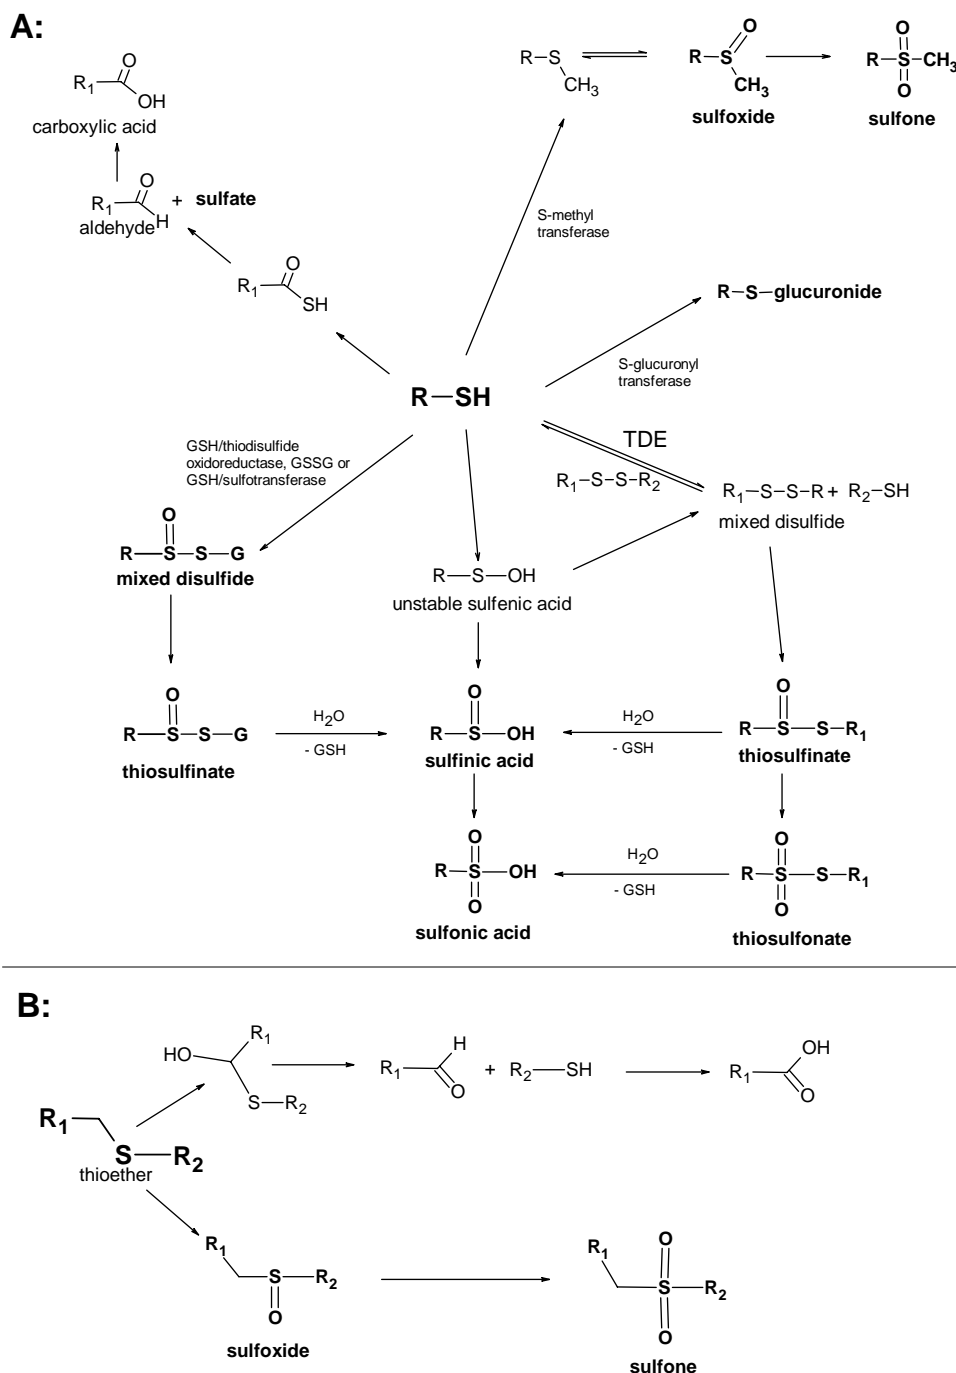 A:
O
R–S
CH₃
O
R–S
CH₃
sulfoxide
O
R–S–CH₃
O
sulfone
O
R₁
OH
carboxylic acid
O
R₁
H
+ sulfate
aldehyde
O
R₁
SH
S-methyl
transferase
R–S–glucuronide
S-glucuronyl
transferase
R–SH
TDE
R₁–S–S–R₂
R₁–S–S–R + R₂–SH
mixed disulfide
GSH/thiodisulfide
oxidoreductase, GSSG or
GSH/sulfotransferase
O
R–S–S–G
mixed disulfide
R–S–OH
unstable sulfenic acid
O
R–S–S–G
thiosulfinate
H₂O
- GSH
O
R–S–OH
sulfinic acid
H₂O
- GSH
O
R–S–S–R₁
thiosulfinate
O
R–S–OH
O
sulfonic acid
H₂O
- GSH
O
R–S–S–R₁
O
thiosulfonate
B:
R₁
HO
S–R₂
H
R₁
O
+ R₂–SH
OH
R₁
O
R₁
S–R₂
thioether
R₁
S–R₂
O
sulfoxide
O
R₁
S–R₂
O
sulfone